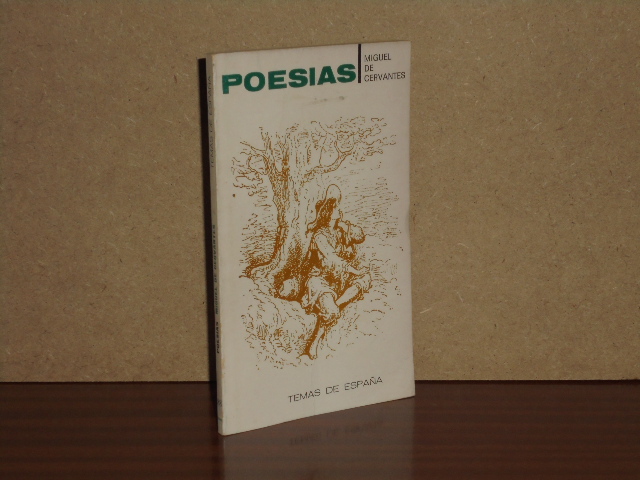 POESIAS
MIGUEL
DE
CERVANTES
TEMAS DE ESPAÑA